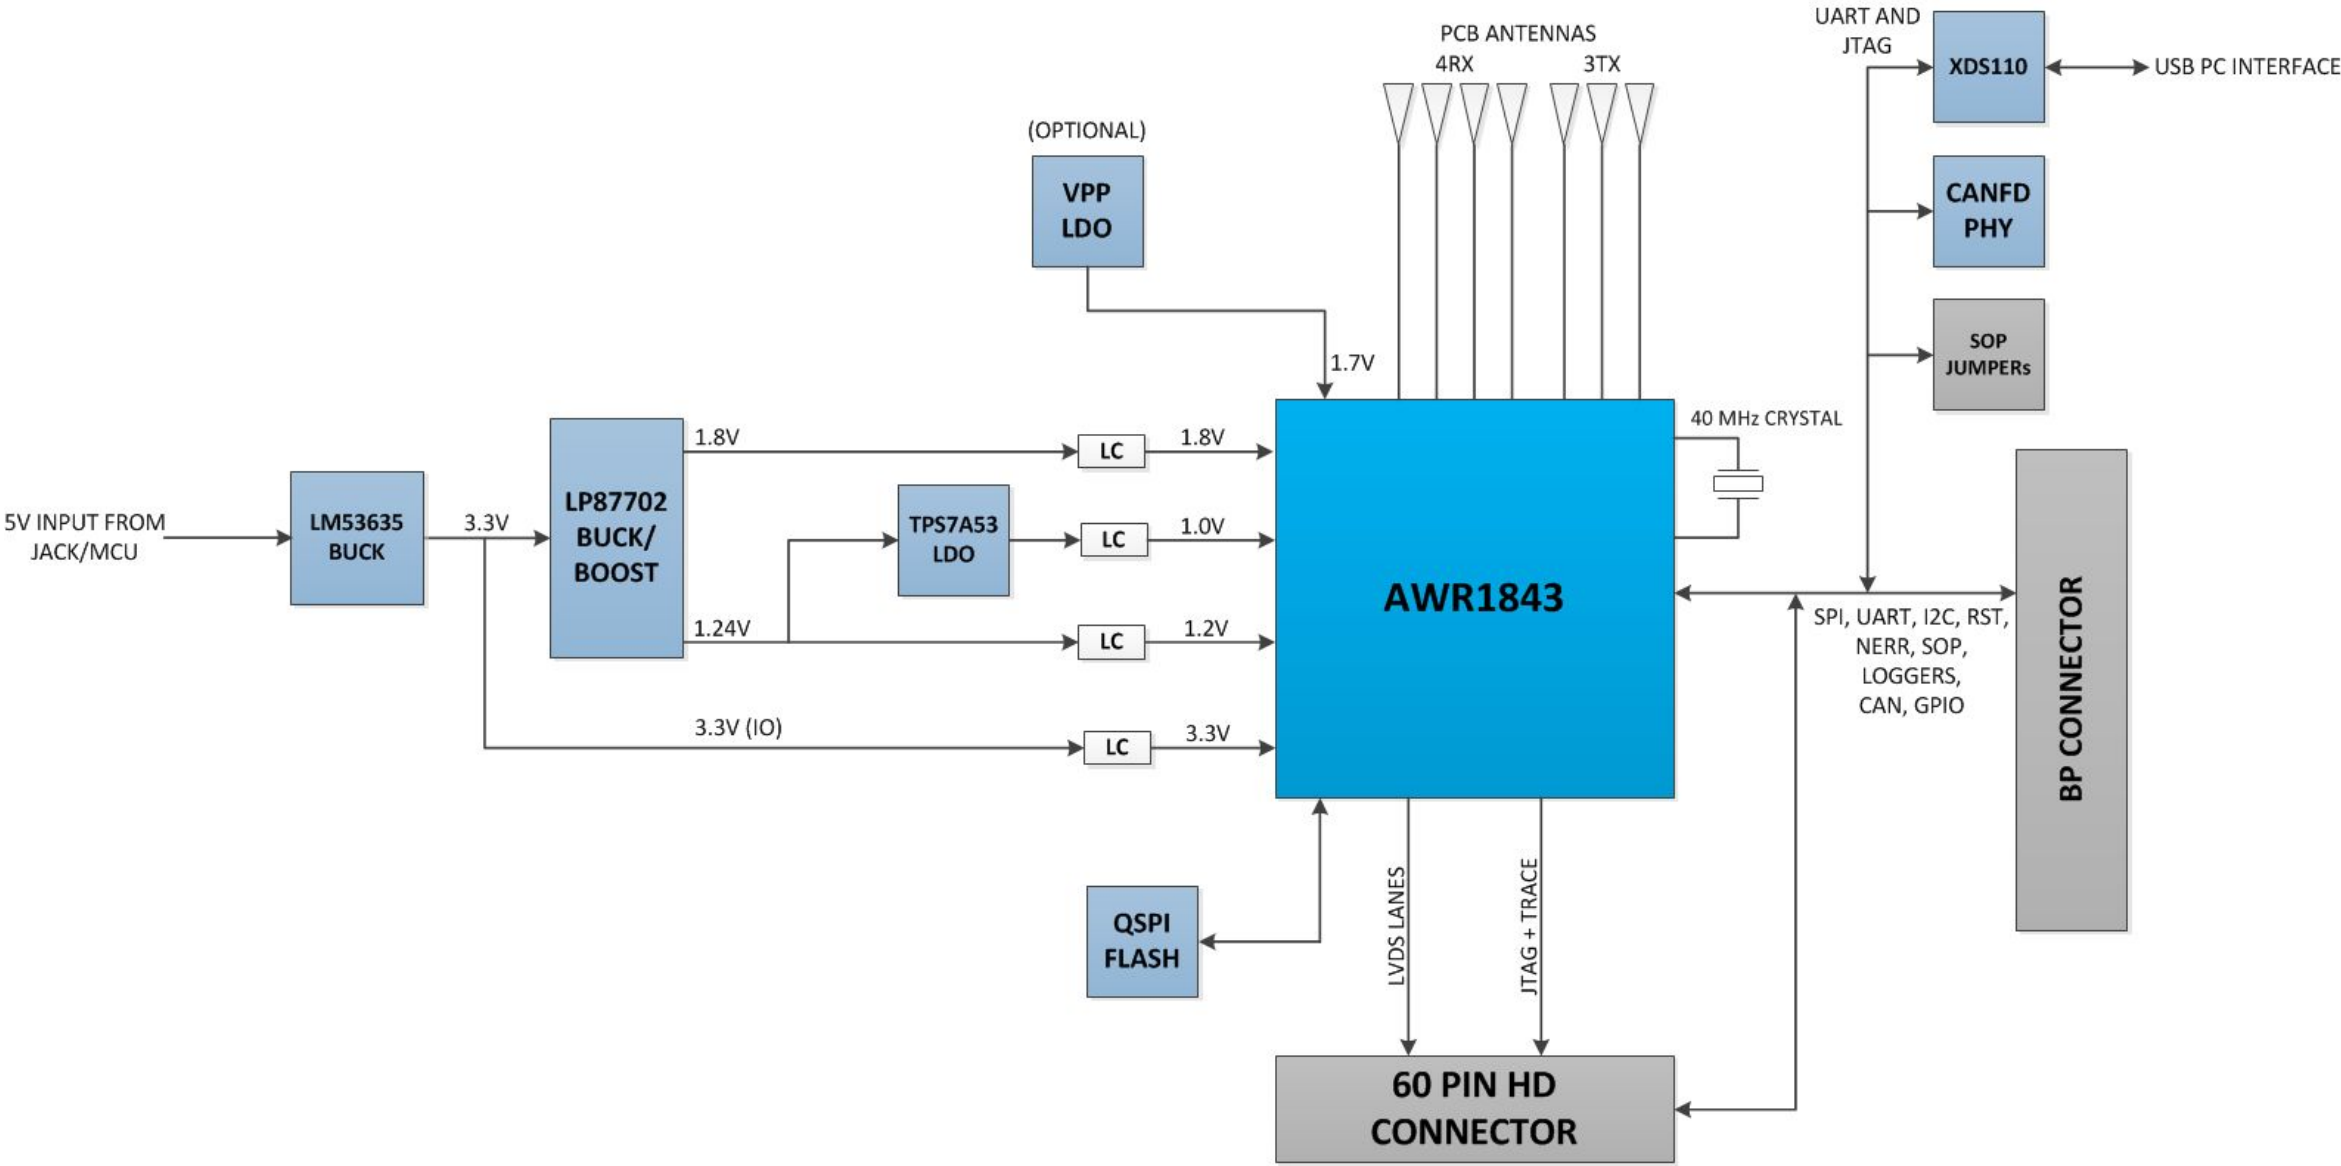 UART AND
JTAG
XDS110
USB PC INTERFACE
PCB ANTENNAS
4RX
3TX
(OPTIONAL)
VPP
LDO
1.7V
CANFD
PHY
SOP
JUMPERs
40 MHz CRYSTAL
5V INPUT FROM
JACK/MCU
LM53635
BUCK
3.3V
LP87702
BUCK/
BOOST
1.8V
LC
1.8V
TPS7A53
LDO
LC
1.0V
1.24V
LC
1.2V
3.3V (IO)
LC
3.3V
AWR1843
SPI, UART, I2C, RST,
NERR, SOP,
LOGGERS,
CAN, GPIO
BP CONNECTOR
QSPI
FLASH
LVDS LANES
JTAG + TRACE
60 PIN HD
CONNECTOR